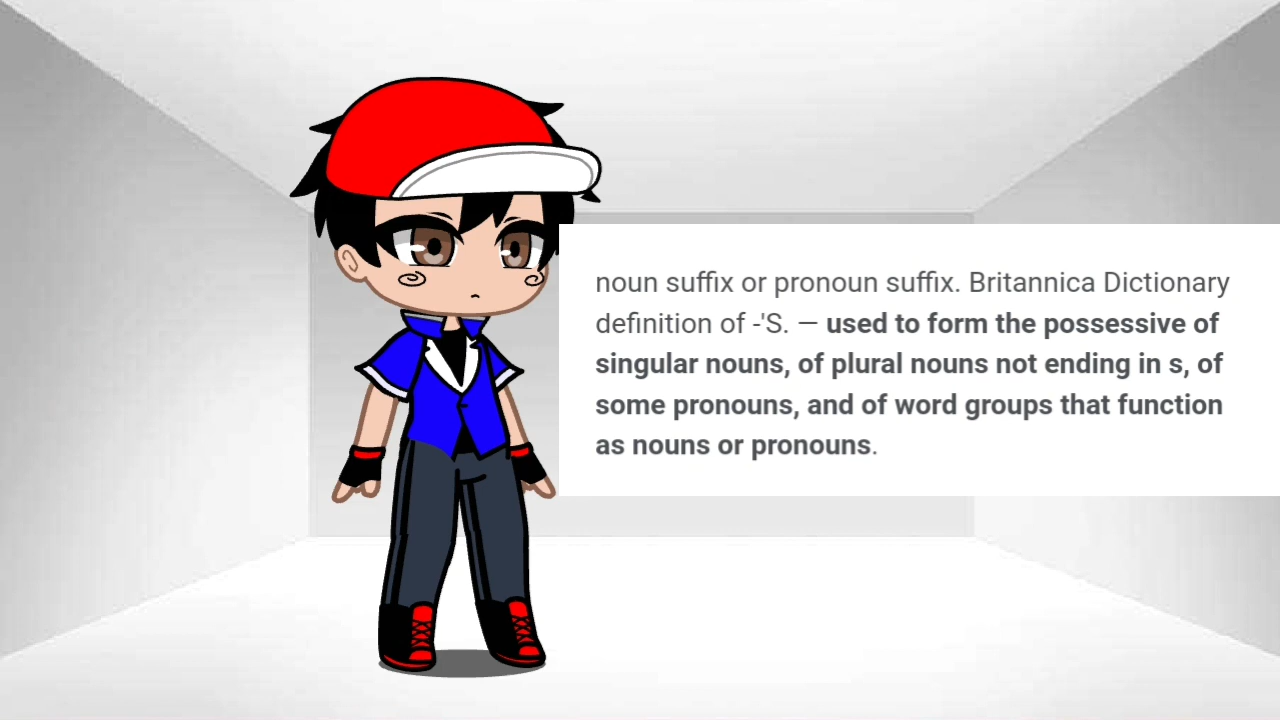 noun suffix or pronoun suffix. Britannica Dictionary
definition of -'S. — used to form the possessive of
singular nouns, of plural nouns not ending in s, of
some pronouns, and of word groups that function
as nouns or pronouns.